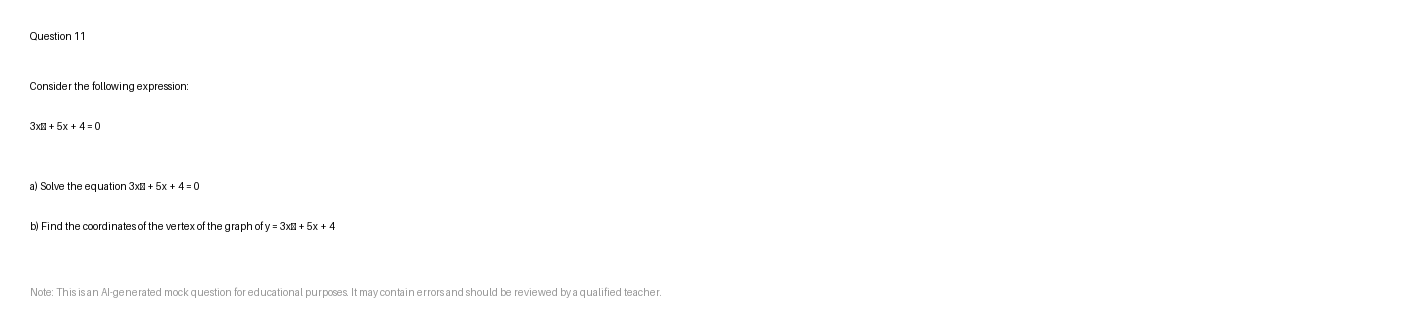 Question 11
Consider the following expression:
3x▯ + 5x + 4 = 0
a) Solve the equation 3x▯ + 5x + 4 = 0
b) Find the coordinates of the vertex of the graph of y = 3x▯ + 5x + 4
Note: This is an AI-generated mock question for educational purposes. It may contain errors and should be reviewed by a qualified teacher.